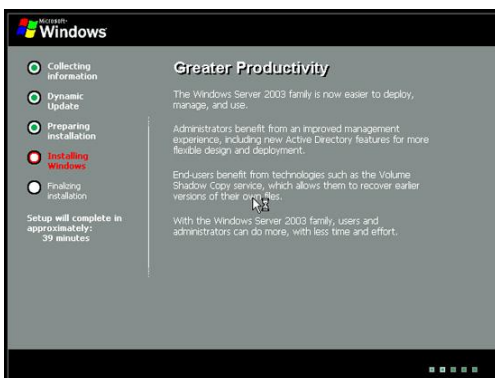 Microsoft
Windows
Collecting
information
Dynamic
Update
Preparing
installation
Installing
Windows
Finalizing
installation
Setup will complete in
approximately:
39 minutes
Greater Productivity
The Windows Server 2003 family is now easier to deploy,
manage, and use.
Administrators benefit from an improved management
experience, including new Active Directory features for more
flexible design and deployment.
End-users benefit from technologies such as the Volume
Shadow Copy service, which allows them to recover earlier
versions of their own files.
With the Windows Server 2003 family, users and
administrators can do more, with less time and effort.